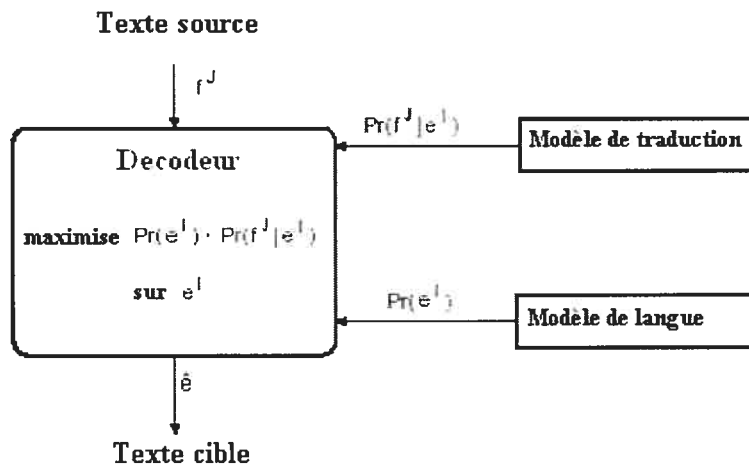 Texte source
f^J
Pr(f^J|e^I)
Modèle de traduction
Decodeur
maximise Pr(e^I) · Pr(f^J|e^I)
sur e^I
Pr(e^I)
Modèle de langue
ê
Texte cible